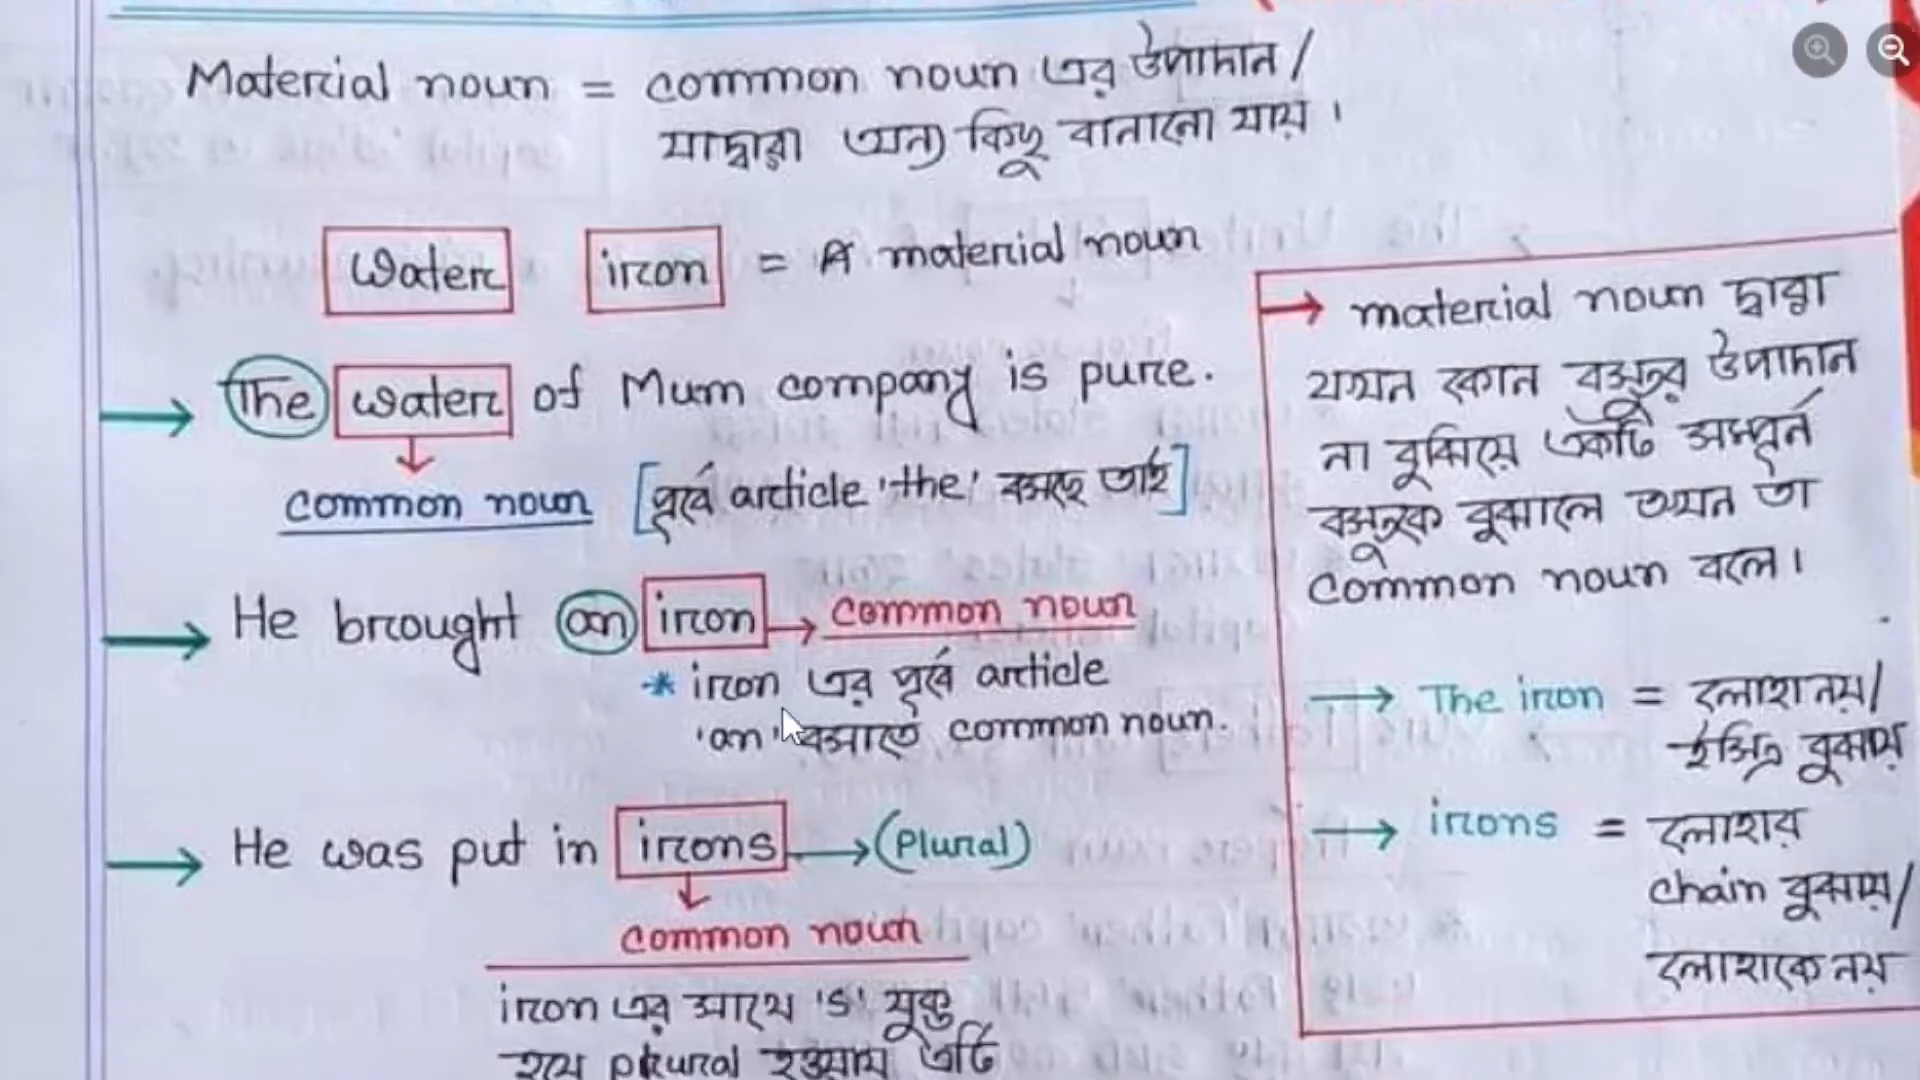 Material noun = common noun এর উপাদান /
যাদ্বারা অন্য কিছু বানানো যায় ।
Water iron = A material noun
The water of Mum company is pure.
common noun [পূর্বে article 'the' বসছে তাই]
He brought an iron → common noun
* iron এর পূর্বে article
'an' বসাতে common noun.
He was put in irons → (Plural)
common noun
iron এর সাথে 's' যুক্ত
হয়ে plural হওয়ায় এটি
→ material noun দ্বারা
যখন কোন বস্তুর উপাদান
না বুঝিয়ে একটি সম্পূর্ন
বস্তুকে বুঝালে তখন তা
Common noun বলে।
→ The iron = লোহা নয়/
ইস্ত্রি বুঝায়
→ irons = লোহার
chain বুঝায়/
লোহাকে নয়